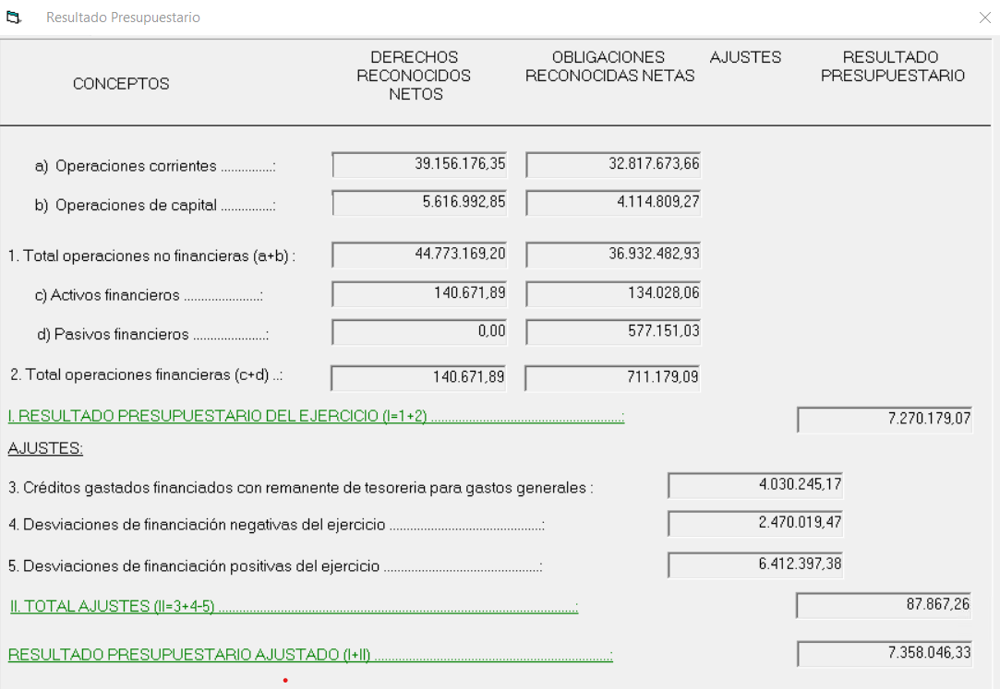 Resultado Presupuestario
CONCEPTOS
DERECHOS
RECONOCIDOS
NETOS
OBLIGACIONES
RECONOCIDAS NETAS
AJUSTES
RESULTADO
PRESUPUESTARIO
a) Operaciones corrientes ..............: 39.156.176,35 32.817.673,66
b) Operaciones de capital ..............: 5.616.992,85 4.114.809,27
1. Total operaciones no financieras (a+b) : 44.773.169,20 36.932.482,93
c) Activos financieros .....................: 140.671,89 134.028,06
d) Pasivos financieros ....................: 0,00 577.151,03
2. Total operaciones financieras (c+d) ..: 140.671,89 711.179,09
I. RESULTADO PRESUPUESTARIO DEL EJERCICIO (I=1+2) .....................................................: 7.270.179,07
AJUSTES:
3. Créditos gastados financiados con remanente de tesoreria para gastos generales : 4.030.245,17
4. Desviaciones de financiación negativas del ejercicio ..........................................: 2.470.019,47
5. Desviaciones de financiación positivas del ejercicio ...........................................: 6.412.397,38
II. TOTAL AJUSTES (II=3+4-5) ..................................................................................................: 87.867,26
RESULTADO PRESUPUESTARIO AJUSTADO (I+II) .................................................................: 7.358.046,33